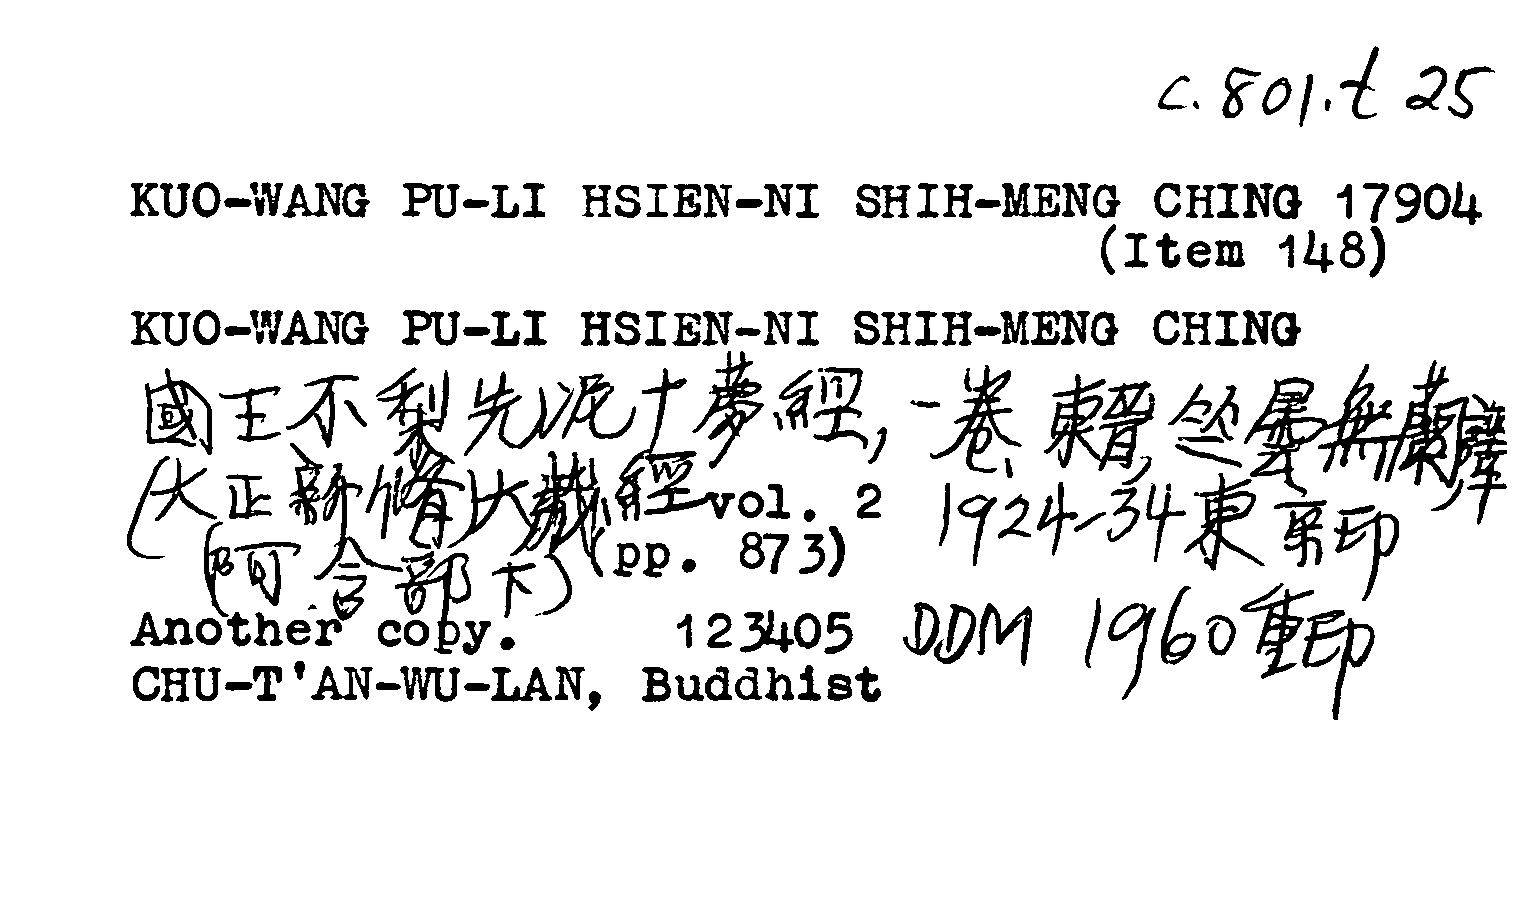 c.801.t 25
KUO-WANG PU-LI HSIEN-NI SHIH-MENG CHING 17904
(Item 148)
KUO-WANG PU-LI HSIEN-NI SHIH-MENG CHING
國王不梨先泥十夢經, 一卷、東晉, 竺曇無蘭譯
(大正新脩大藏經 vol. 2 1924-34 東京印
(阿含部下) (pp. 873)
Another copy. 123405 DDM 1960 重印
CHU-T'AN-WU-LAN, Buddhist